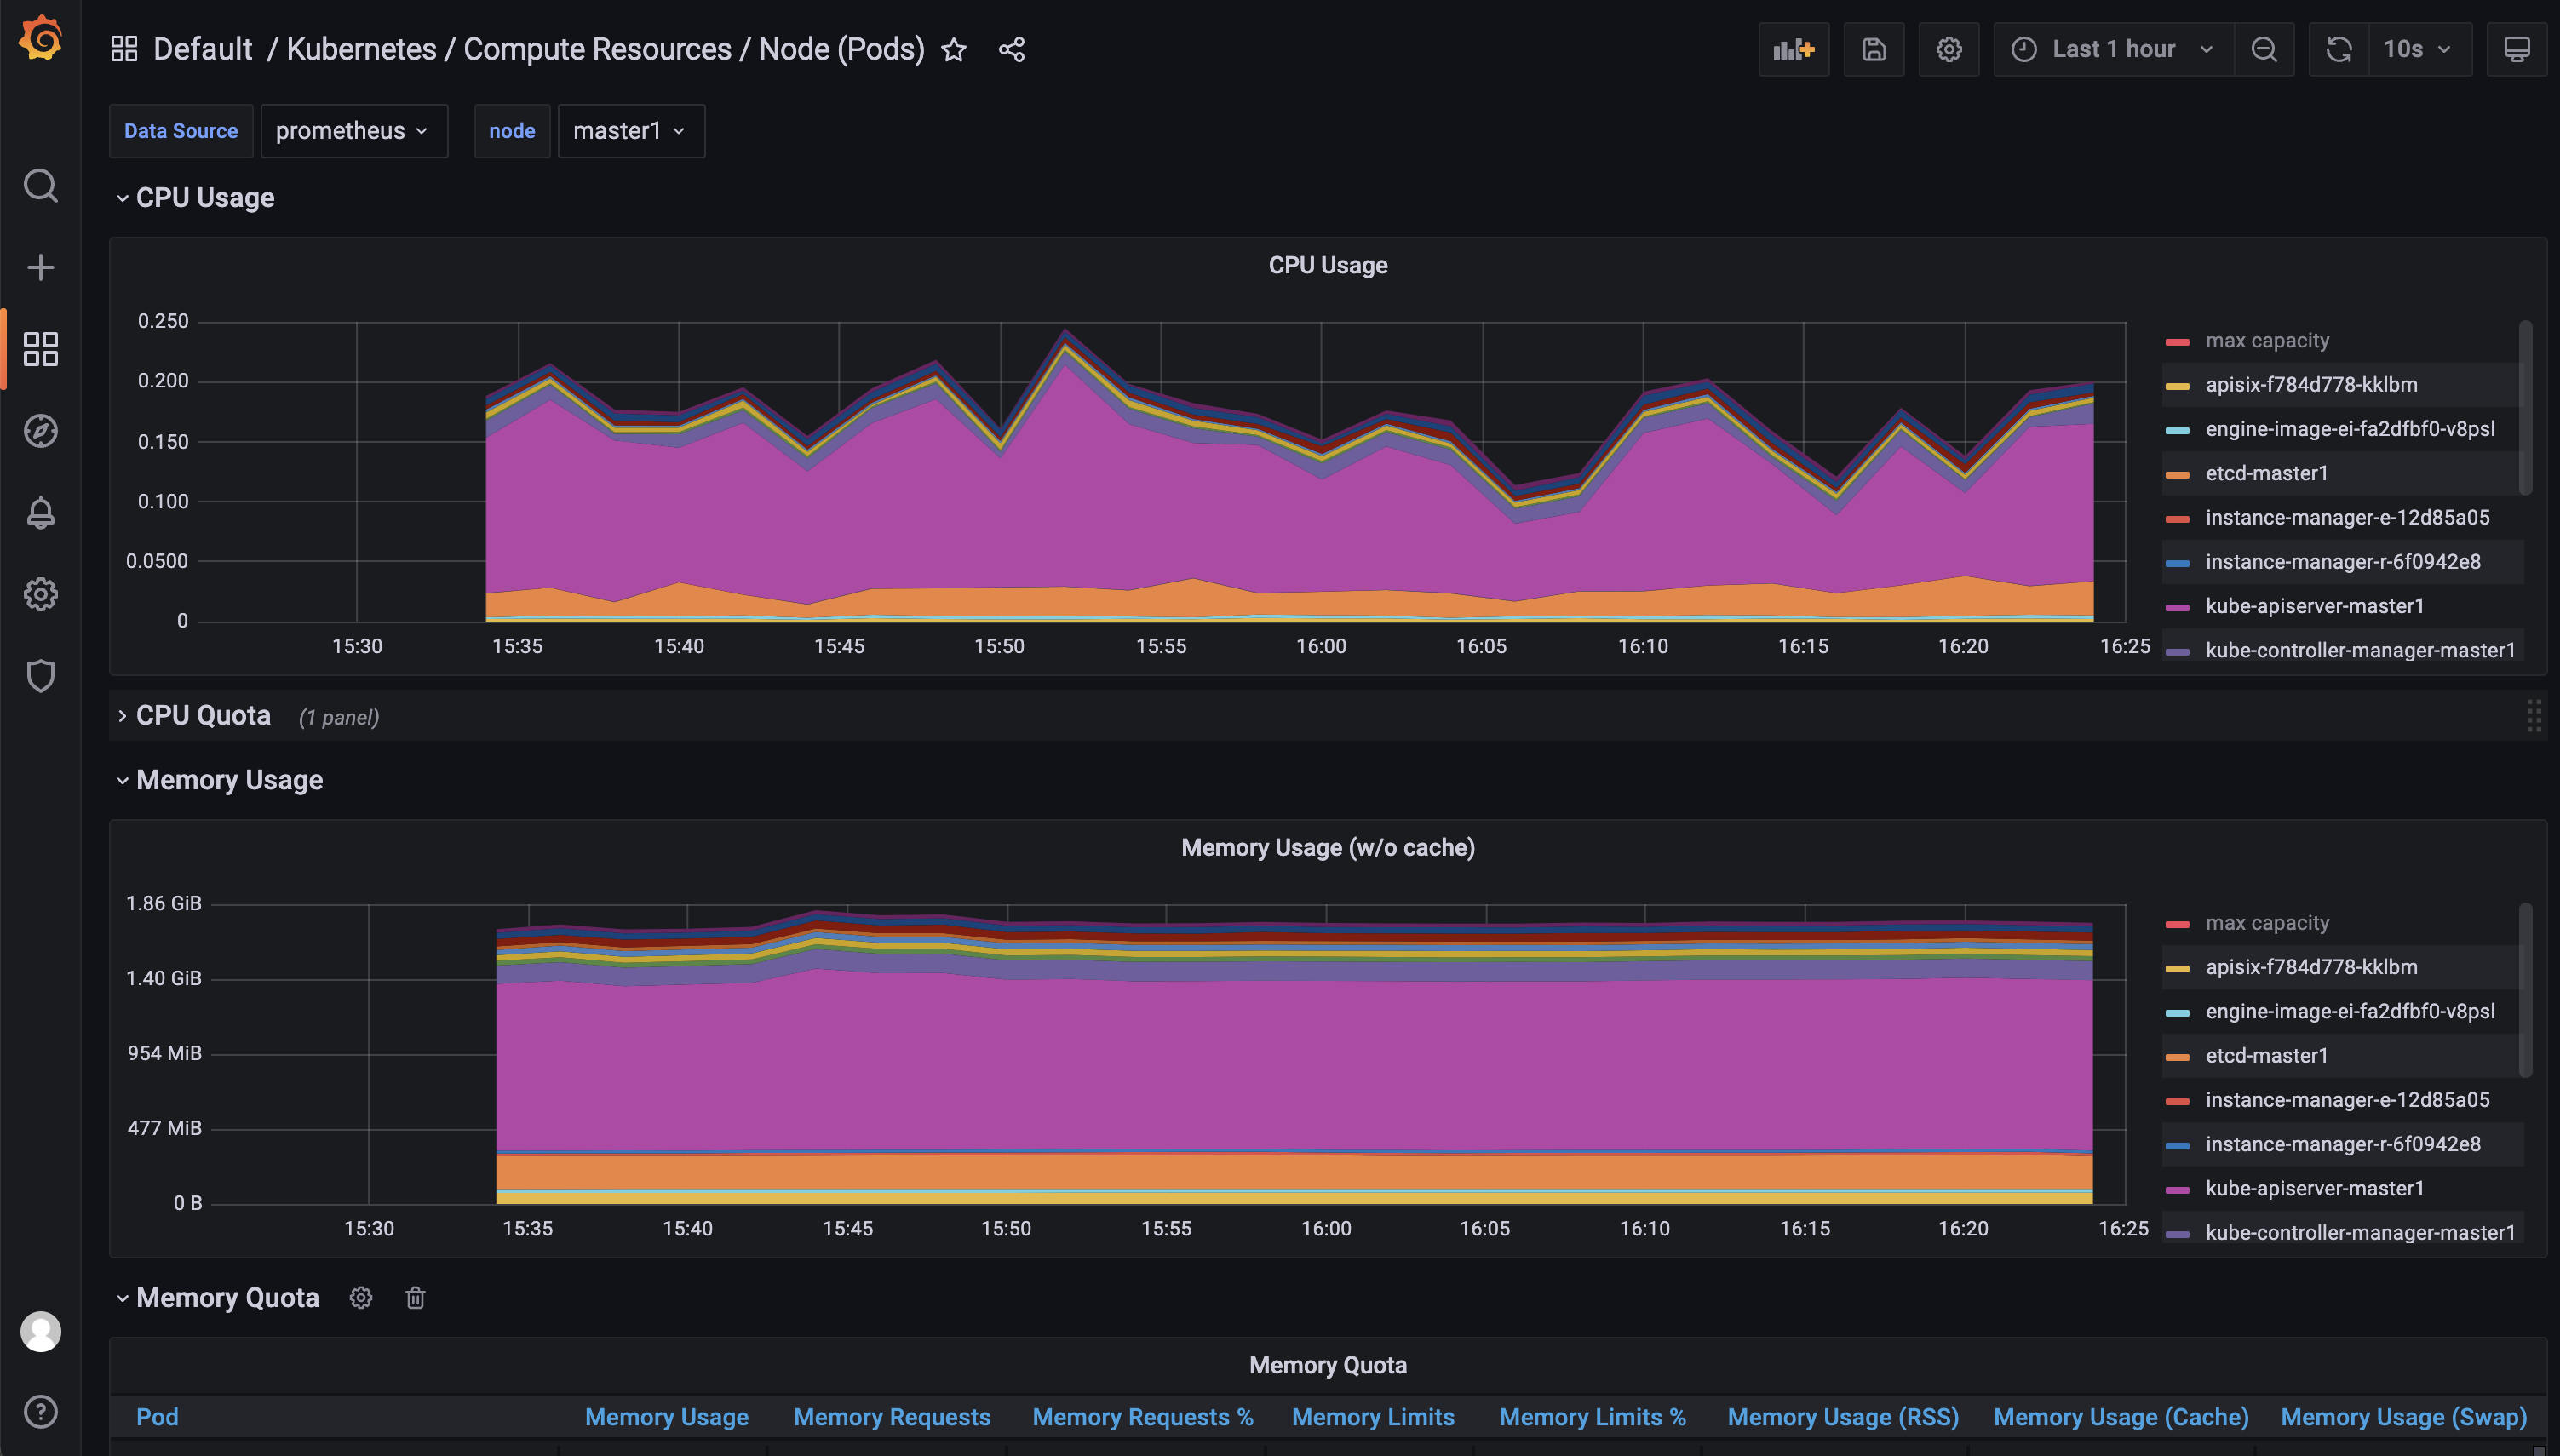 Default / Kubernetes / Compute Resources / Node (Pods)
Last 1 hour
10s
Data Source prometheus node master1
CPU Usage
CPU Usage
0.250
0.200
0.150
0.100
0.0500
0
15:30 15:35 15:40 15:45 15:50 15:55 16:00 16:05 16:10 16:15 16:20 16:25
max capacity
apisix-f784d778-kklbm
engine-image-ei-fa2dfbf0-v8psl
etcd-master1
instance-manager-e-12d85a05
instance-manager-r-6f0942e8
kube-apiserver-master1
kube-controller-manager-master1
CPU Quota (1 panel)
Memory Usage
Memory Usage (w/o cache)
1.86 GiB
1.40 GiB
954 MiB
477 MiB
0 B
15:30 15:35 15:40 15:45 15:50 15:55 16:00 16:05 16:10 16:15 16:20 16:25
max capacity
apisix-f784d778-kklbm
engine-image-ei-fa2dfbf0-v8psl
etcd-master1
instance-manager-e-12d85a05
instance-manager-r-6f0942e8
kube-apiserver-master1
kube-controller-manager-master1
Memory Quota
Memory Quota
Pod Memory Usage Memory Requests Memory Requests % Memory Limits Memory Limits % Memory Usage (RSS) Memory Usage (Cache) Memory Usage (Swap)